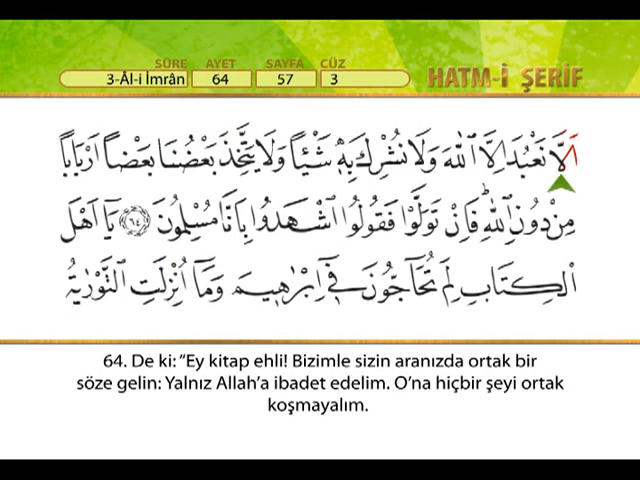 SÛRE AYET SAYFA CÜZ
3-Âl-i İmrân 64 57 3
HATM-İ ŞERİF
اَلَّا نَعْبُدَ اِلَّا اللّٰهَ وَلَا نُشْرِكَ بِه۪ شَيْـًٔا وَلَا يَتَّخِذَ بَعْضُنَا بَعْضًا اَرْبَابًا
مِنْ دُونِ اللّٰهِۜ فَاِنْ تَوَلَّوْا فَقُولُوا اشْهَدُوا بِاَنَّا مُسْلِمُونَ ﴿٦٤﴾ يَٓا اَهْلَ
الْكِتَابِ لِمَ تُحَٓاجُّونَ ف۪ٓي اِبْرٰه۪يمَ وَمَٓا اُنْزِلَتِ التَّوْرٰيةُ
64. De ki: “Ey kitap ehli! Bizimle sizin aranızda ortak bir
söze gelin: Yalnız Allah’a ibadet edelim. O’na hiçbir şeyi ortak
koşmayalım.